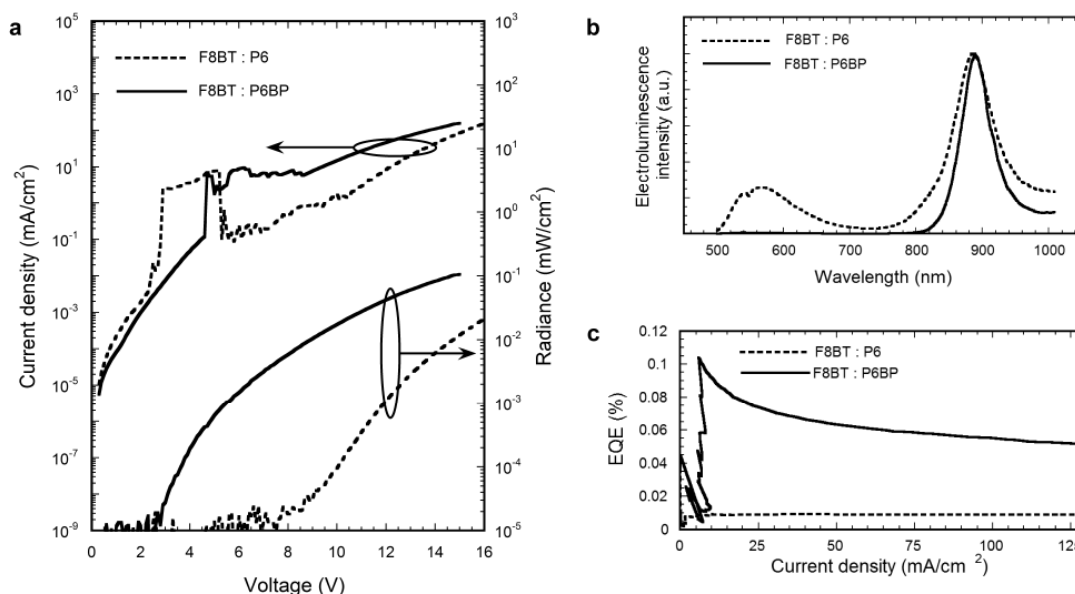 a
F8BT : P6
F8BT : P6BP
10^5
10^3
10^1
10^-1
10^-3
10^-5
10^-7
10^-9
Current density (mA/cm^2)
10^3
10^2
10^1
10^0
10^-1
10^-2
10^-3
10^-4
10^-5
Radiance (mW/cm^2)
0 2 4 6 8 10 12 14 16
Voltage (V)
b
F8BT : P6
F8BT : P6BP
Electroluminescence
intensity (a.u.)
500 600 700 800 900 1000
Wavelength (nm)
c
F8BT : P6
F8BT : P6BP
0.12
0.1
0.08
0.06
0.04
0.02
0
EQE (%)
0 25 50 75 100 125
Current density (mA/cm^2)